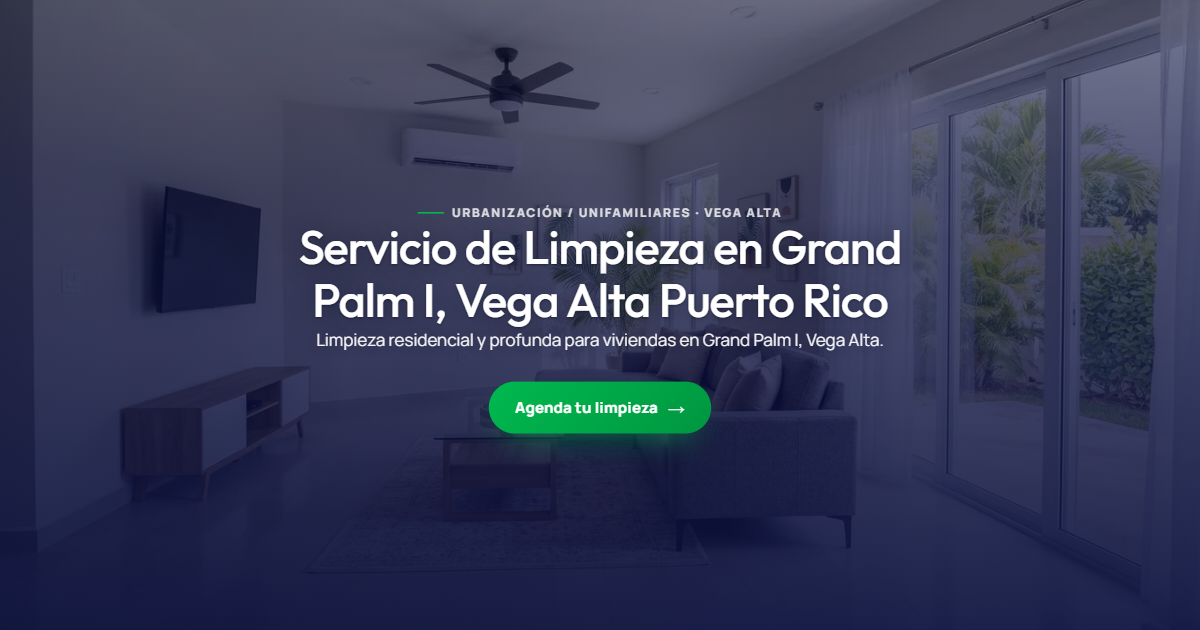 URBANIZACIÓN / UNIFAMILIARES · VEGA ALTA
Servicio de Limpieza en Grand
Palm I, Vega Alta Puerto Rico
Limpieza residencial y profunda para viviendas en Grand Palm I, Vega Alta.
Agenda tu limpieza →